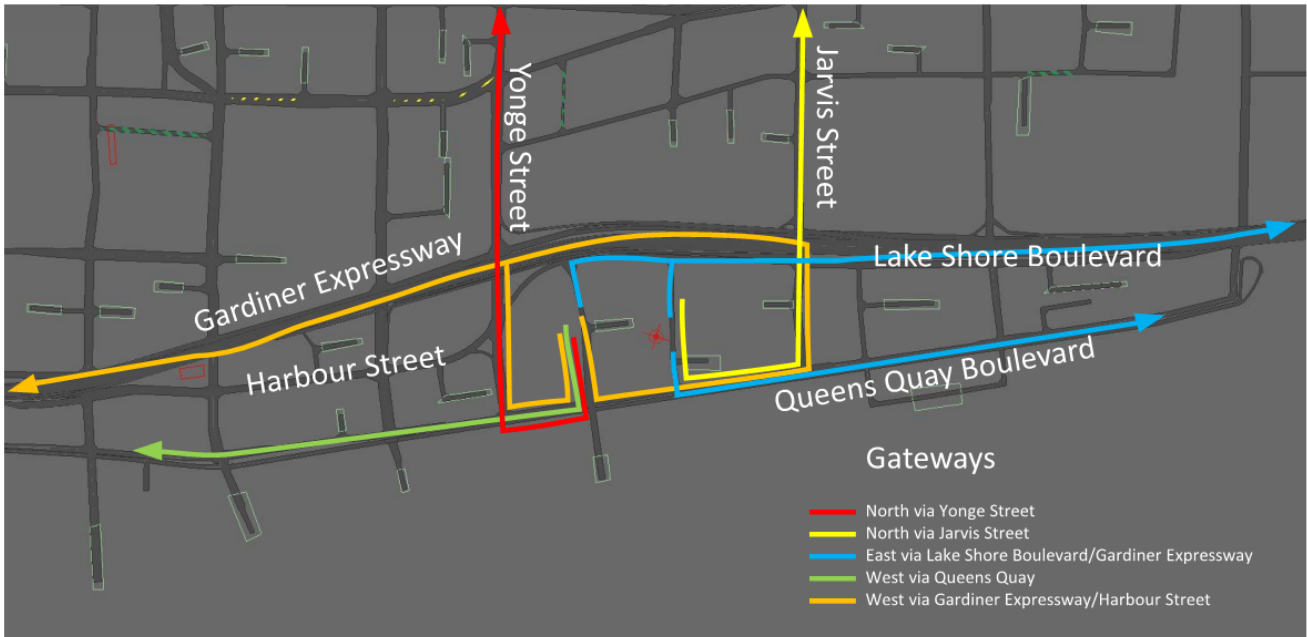 Yonge Street
Jarvis Street
Gardiner Expressway
Lake Shore Boulevard
Harbour Street
Queens Quay Boulevard
Gateways
North via Yonge Street
North via Jarvis Street
East via Lake Shore Boulevard/Gardiner Expressway
West via Queens Quay
West via Gardiner Expressway/Harbour Street